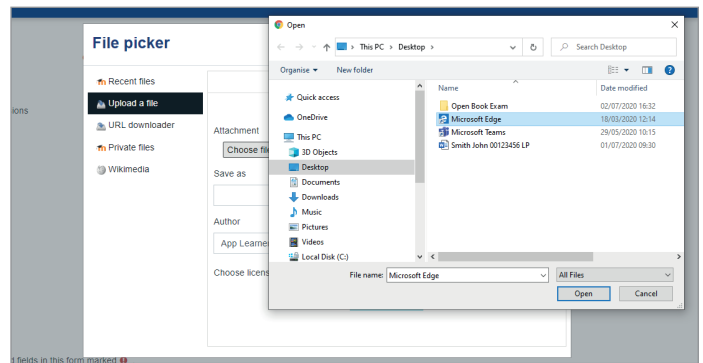 File picker
Recent files
Upload a file
URL downloader
Private files
Wikimedia
ions
Attachment
Choose file
Save as
Author
App Learne
Choose licens
d fields in this form marked
Open
This PC > Desktop >
Search Desktop
Organise
New folder
Quick access
OneDrive
This PC
3D Objects
Desktop
Documents
Downloads
Music
Pictures
Videos
Local Disk (C:)
Name
Date modified
Open Book Exam 02/07/2020 16:32
Microsoft Edge 18/03/2020 12:14
Microsoft Teams 29/05/2020 10:15
Smith John 00123456 LP 01/07/2020 09:30
File name: Microsoft Edge
All Files
Open
Cancel